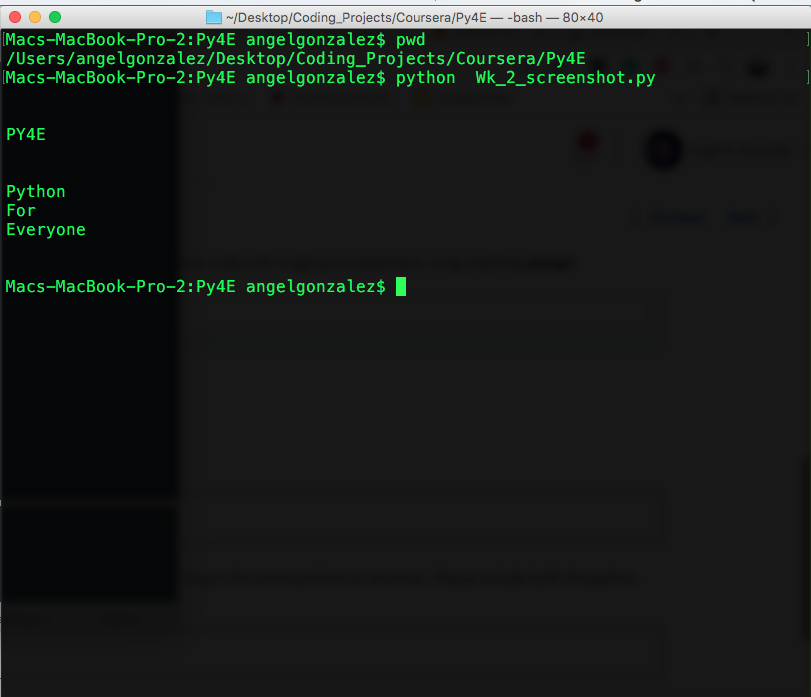 ~/Desktop/Coding_Projects/Coursera/Py4E — -bash — 80×40
[Macs-MacBook-Pro-2:Py4E angelgonzalez$ pwd ]
/Users/angelgonzalez/Desktop/Coding_Projects/Coursera/Py4E
[Macs-MacBook-Pro-2:Py4E angelgonzalez$ python  Wk_2_screenshot.py ]
PY4E
Python
For
Everyone
Macs-MacBook-Pro-2:Py4E angelgonzalez$